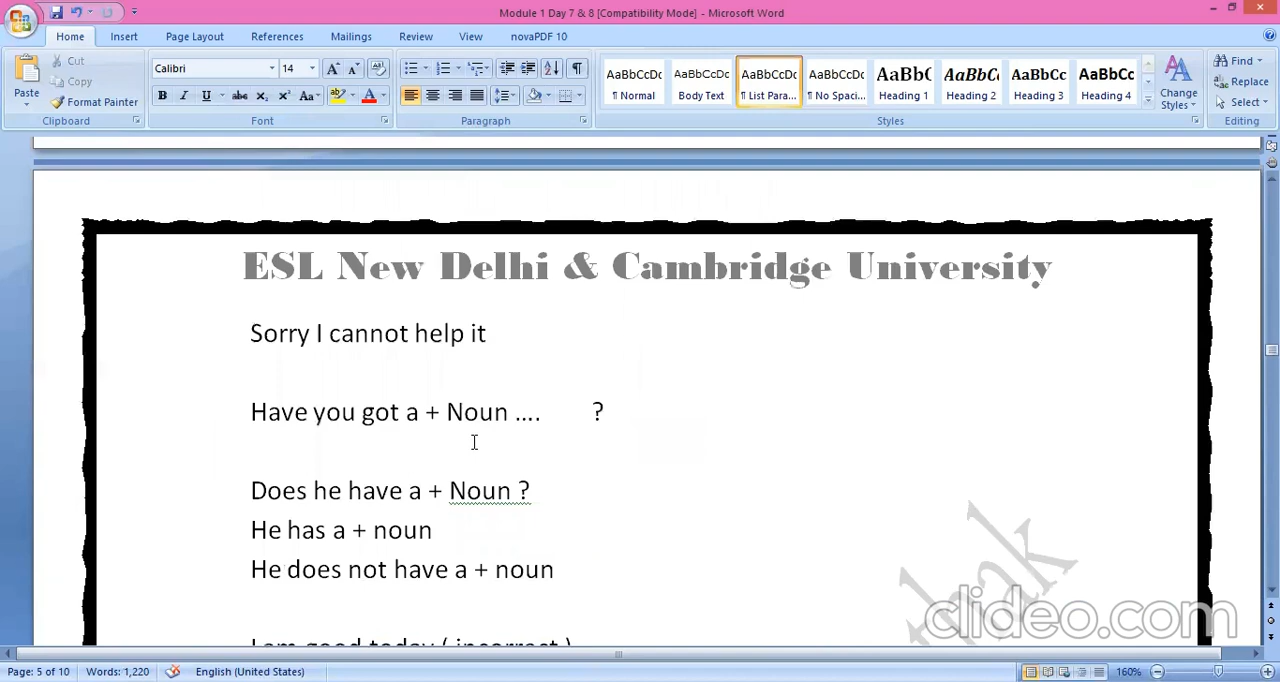 Module 1 Day 7 & 8 [Compatibility Mode] - Microsoft Word
Home Insert Page Layout References Mailings Review View novaPDF 10
Paste Cut Copy Format Painter
Clipboard
Calibri 14
Font
Paragraph
AaBbCcDc AaBbCcDc AaBbCcDc AaBbCcDc AaBbC AaBbCc AaBbCc AaBbCc
¶ Normal Body Text ¶ List Para... ¶ No Spaci... Heading 1 Heading 2 Heading 3 Heading 4
Change Styles
Styles
Find
Replace
Select
Editing
ESL New Delhi & Cambridge University
Sorry I cannot help it
Have you got a + Noun .... ?
Does he have a + Noun ?
He has a + noun
He does not have a + noun
I am good today ( incorrect )
clideo.com
Page: 5 of 10 Words: 1,220 English (United States) 160%